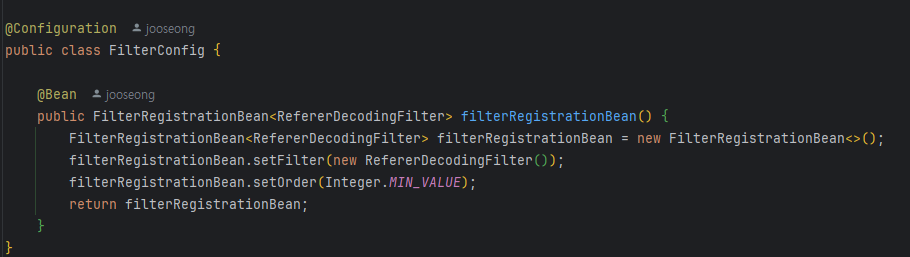 @Configuration jooseong
public class FilterConfig {
@Bean jooseong
public FilterRegistrationBean<RefererDecodingFilter> filterRegistrationBean() {
FilterRegistrationBean<RefererDecodingFilter> filterRegistrationBean = new FilterRegistrationBean<>();
filterRegistrationBean.setFilter(new RefererDecodingFilter());
filterRegistrationBean.setOrder(Integer.MIN_VALUE);
return filterRegistrationBean;
}
}